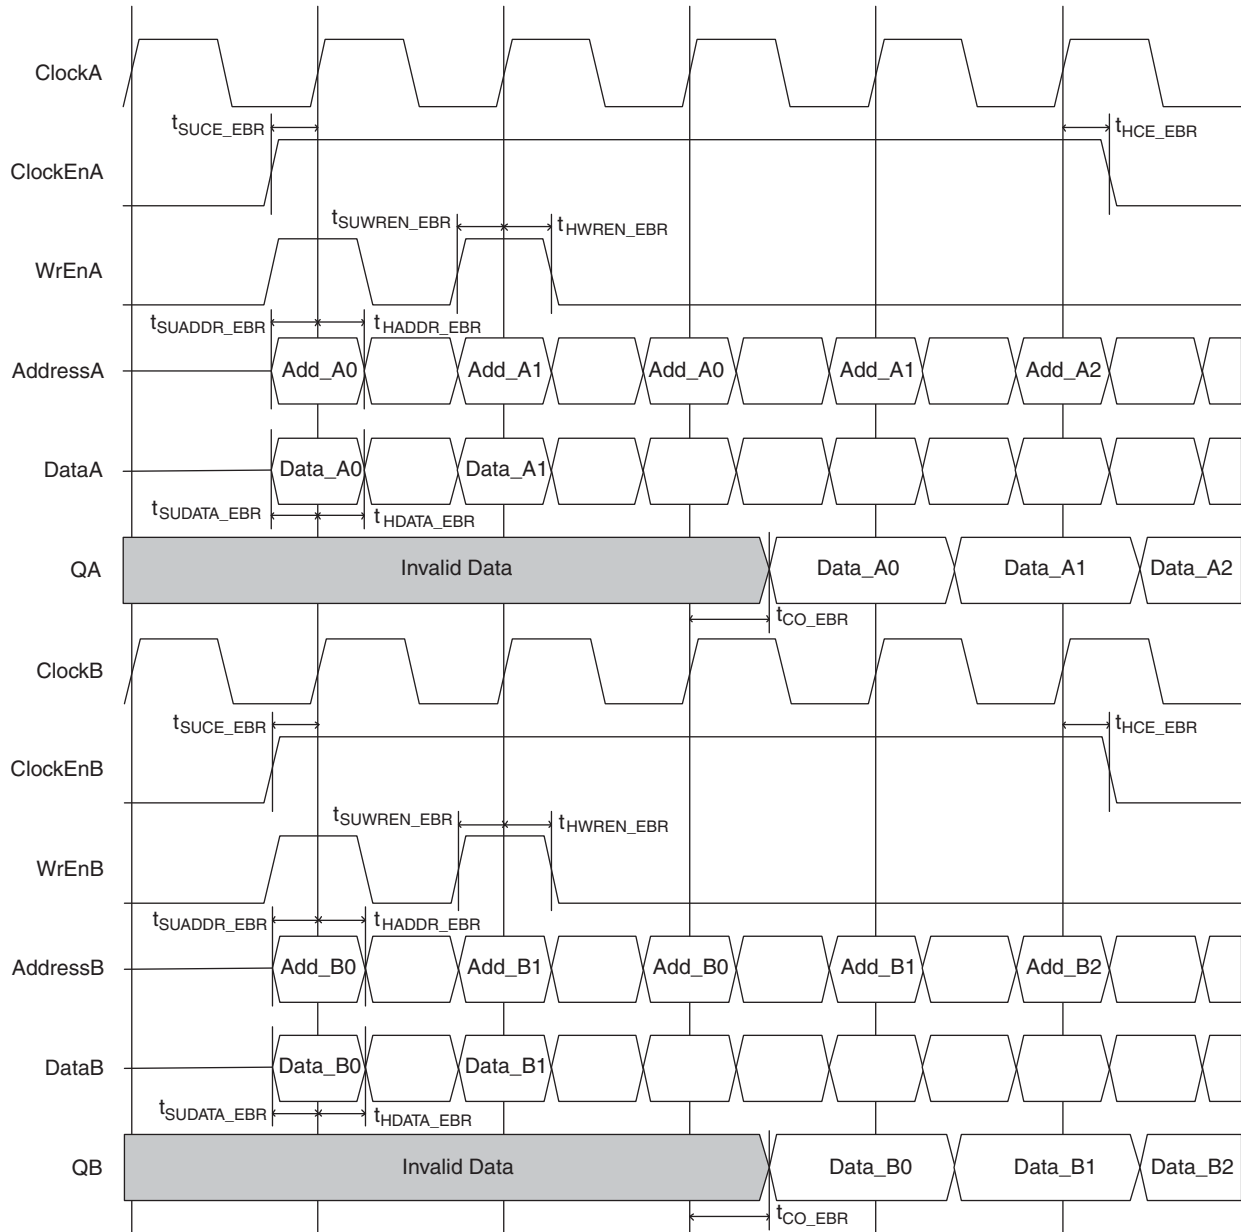 ClockA
tSUCE_EBR tHCE_EBR
ClockEnA
tSUWREN_EBR tHWREN_EBR
WrEnA
tSUADDR_EBR tHADDR_EBR
AddressA Add_A0 Add_A1 Add_A0 Add_A1 Add_A2
DataA Data_A0 Data_A1
tSUDATA_EBR tHDATA_EBR
QA Invalid Data Data_A0 Data_A1 Data_A2
tCO_EBR
ClockB
tSUCE_EBR tHCE_EBR
ClockEnB
tSUWREN_EBR tHWREN_EBR
WrEnB
tSUADDR_EBR tHADDR_EBR
AddressB Add_B0 Add_B1 Add_B0 Add_B1 Add_B2
DataB Data_B0 Data_B1
tSUDATA_EBR tHDATA_EBR
QB Invalid Data Data_B0 Data_B1 Data_B2
tCO_EBR